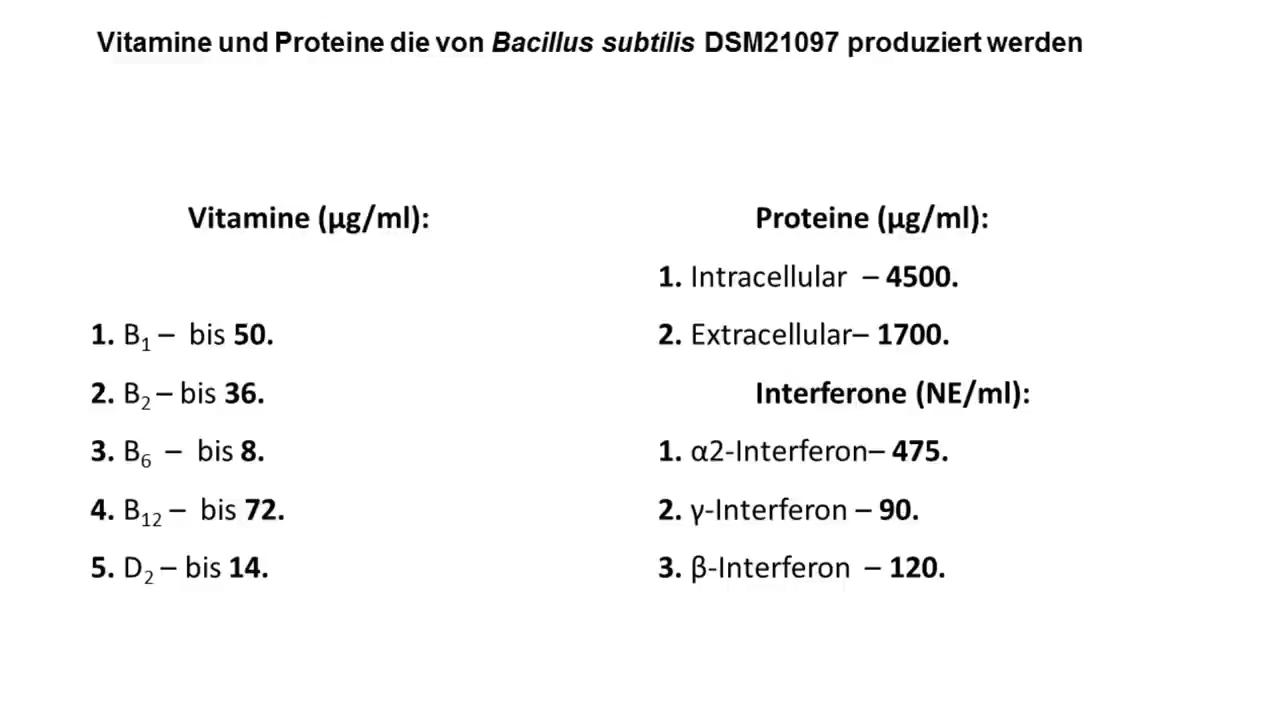 Vitamine und Proteine die von Bacillus subtilis DSM21097 produziert werden
Vitamine (µg/ml):
1. B₁ – bis 50.
2. B₂ – bis 36.
3. B₆ – bis 8.
4. B₁₂ – bis 72.
5. D₂ – bis 14.
Proteine (µg/ml):
1. Intracellular – 4500.
2. Extracellular– 1700.
Interferone (NE/ml):
1. α2-Interferon– 475.
2. γ-Interferon – 90.
3. β-Interferon – 120.